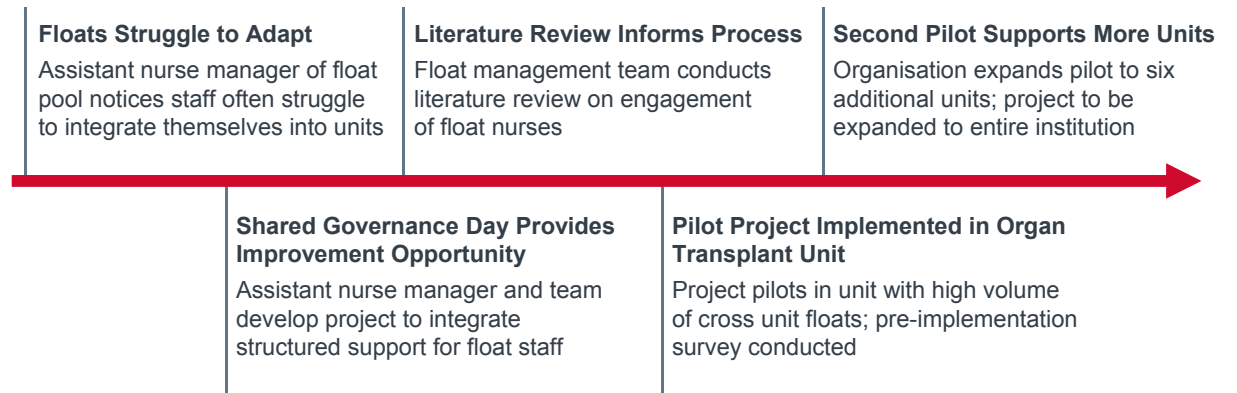 Floats Struggle to Adapt
Assistant nurse manager of float
pool notices staff often struggle
to integrate themselves into units
Shared Governance Day Provides
Improvement Opportunity
Assistant nurse manager and team
develop project to integrate
structured support for float staff
Literature Review Informs Process
Float management team conducts
literature review on engagement
of float nurses
Pilot Project Implemented in Organ
Transplant Unit
Project pilots in unit with high volume
of cross unit floats; pre-implementation
survey conducted
Second Pilot Supports More Units
Organisation expands pilot to six
additional units; project to be
expanded to entire institution